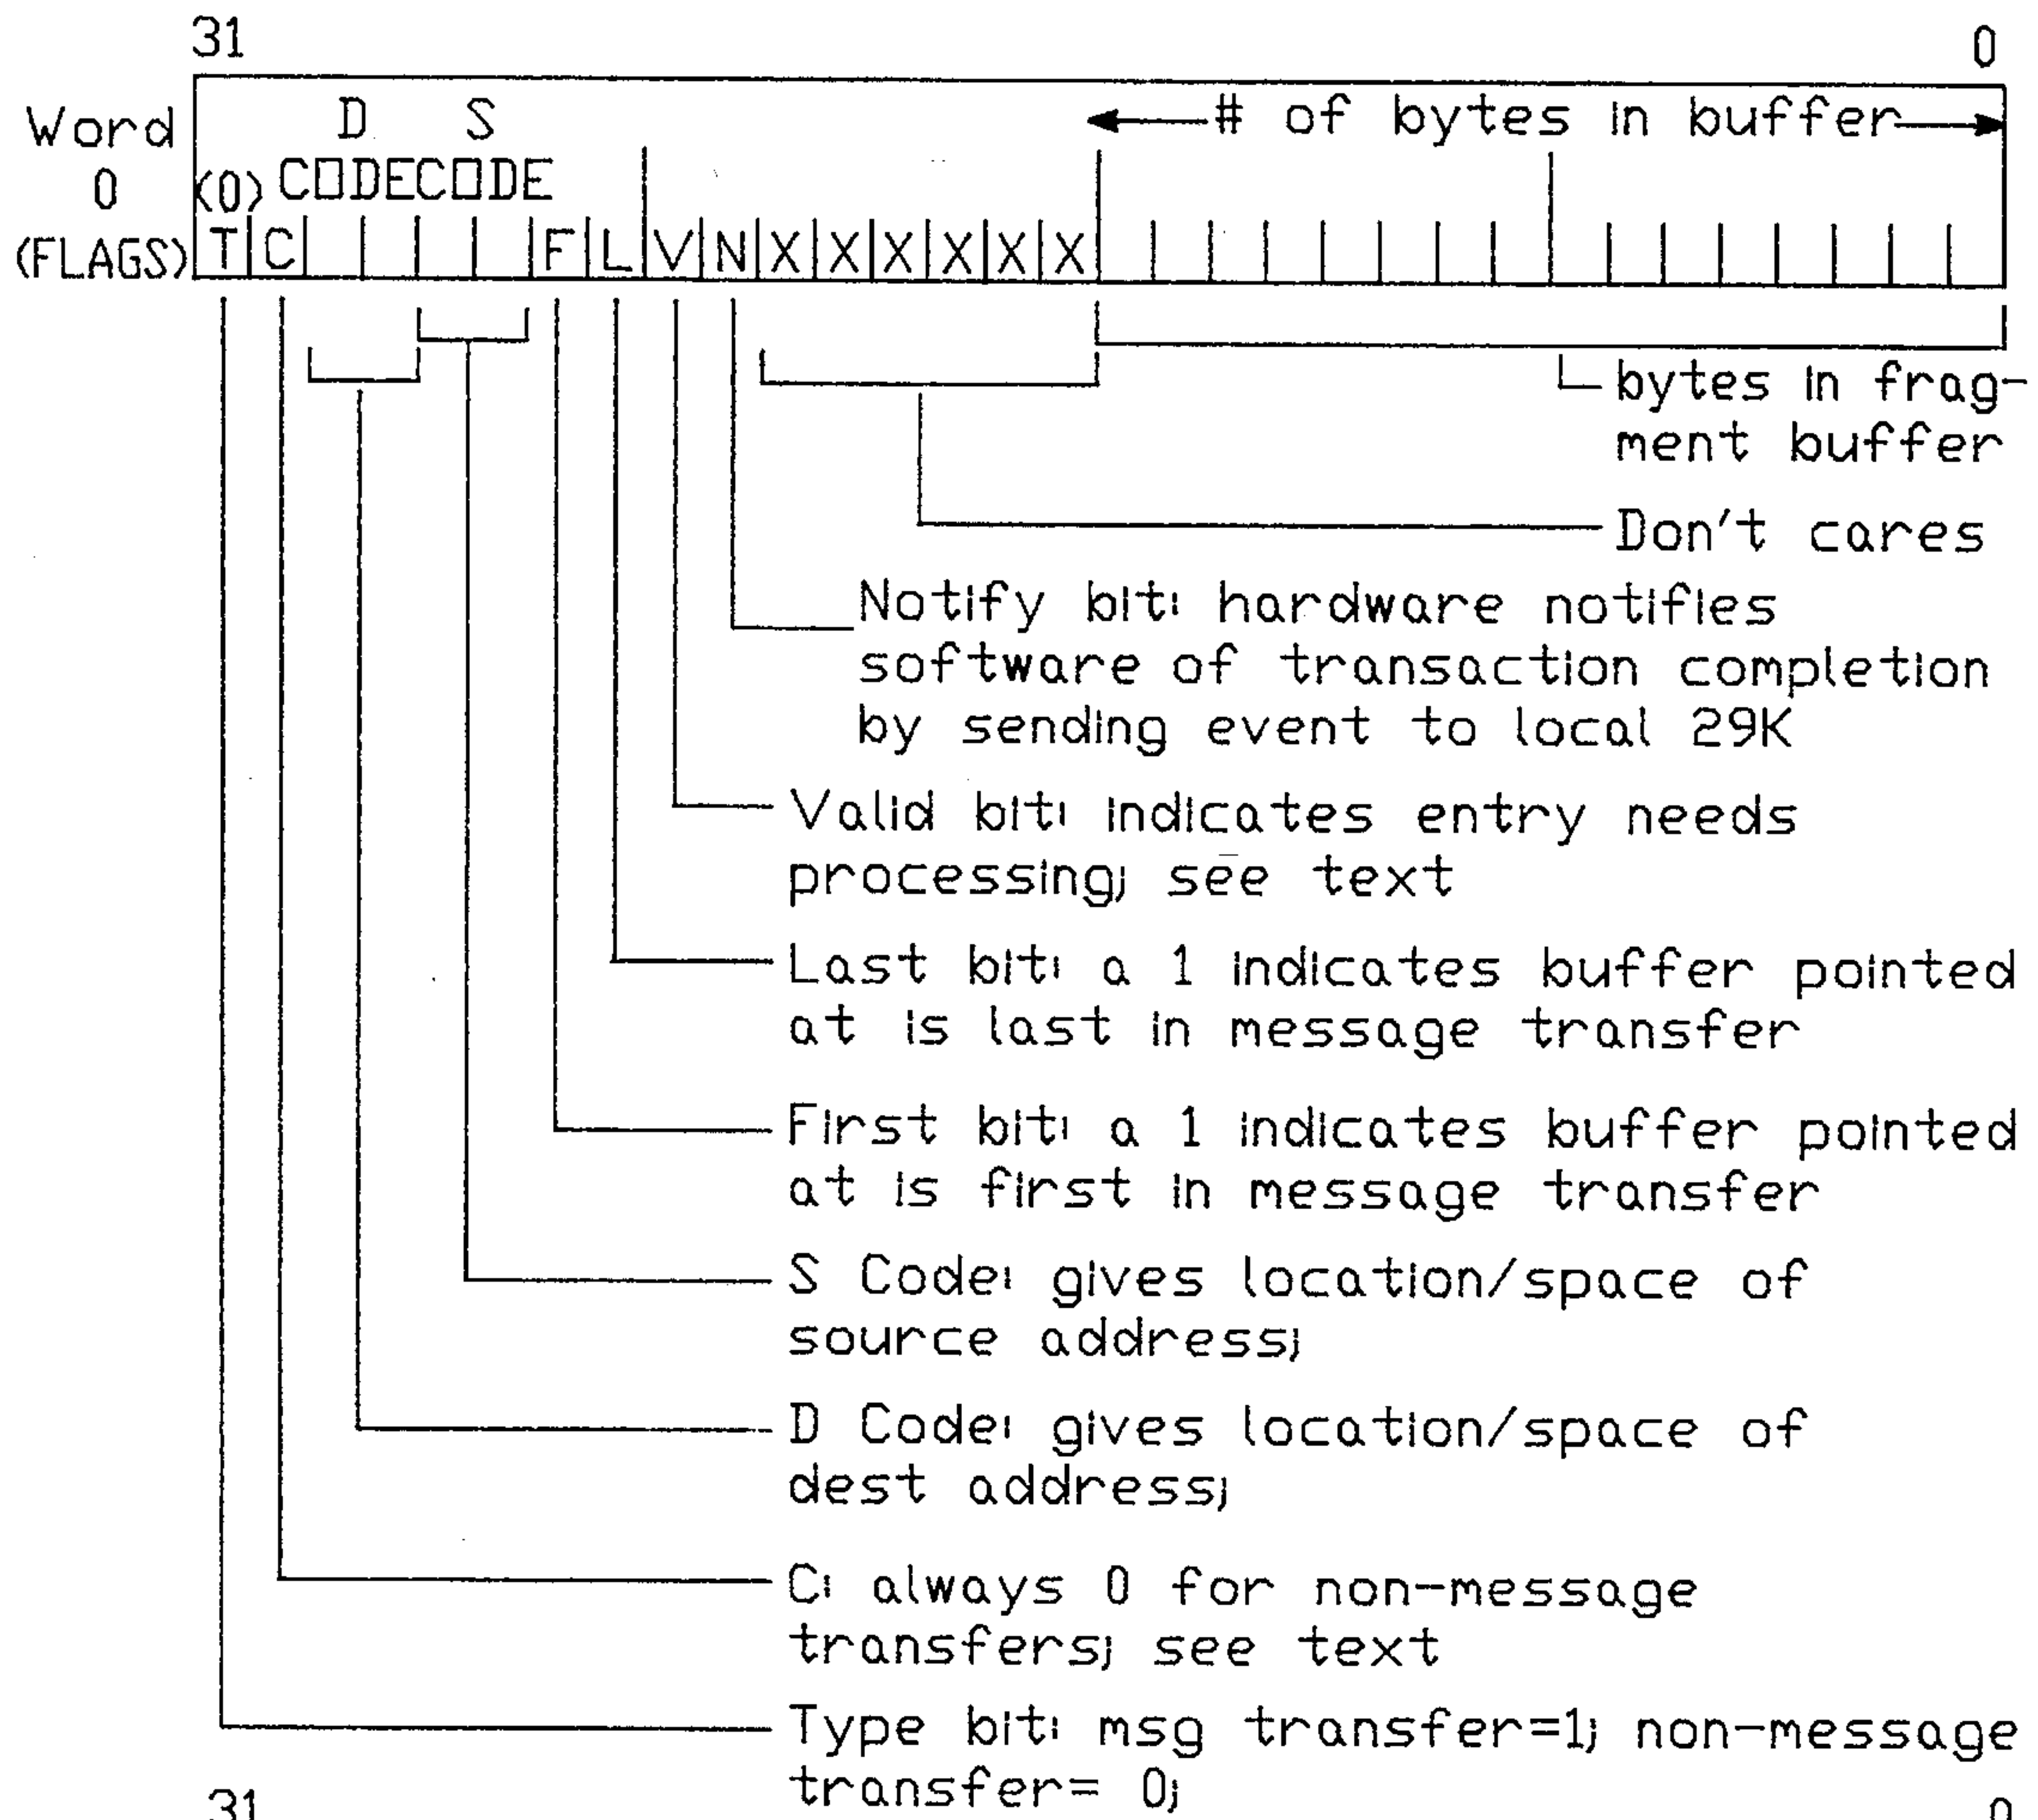 31 0
Word D S # of bytes in buffer
0 (0) CODECODE
(FLAGS) T C F L V N X X X X X X
bytes in frag-
ment buffer
Don't cares
Notify bit: hardware notifies
software of transaction completion
by sending event to local 29K
Valid bit: indicates entry needs
processing; see text
Last bit: a 1 indicates buffer pointed
at is last in message transfer
First bit: a 1 indicates buffer pointed
at is first in message transfer
S Code: gives location/space of
source address;
D Code: gives location/space of
dest address;
C: always 0 for non-message
transfers; see text
Type bit: msg transfer=1; non-message
transfer= 0;
31 0